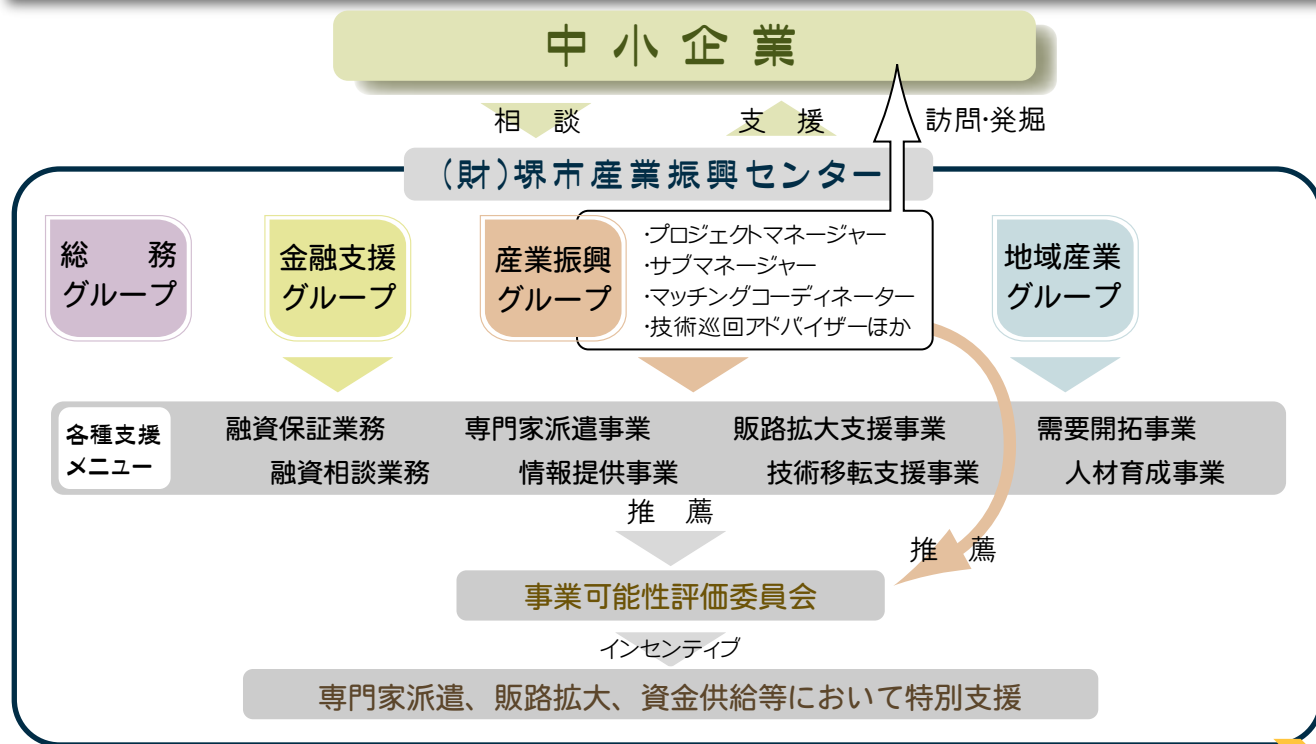 中小企業
相　談
支　援
訪問・発掘
(財)堺市産業振興センター
総　務
グループ
金融支援
グループ
産業振興
グループ
・プロジェクトマネージャー
・サブマネージャー
・マッチングコーディネーター
・技術巡回アドバイザーほか
地域産業
グループ
各種支援
メニュー
融資保証業務　専門家派遣事業　販路拡大支援事業　需要開拓事業
融資相談業務　情報提供事業　技術移転支援事業　人材育成事業
推　薦
推　薦
事業可能性評価委員会
インセンティブ
専門家派遣、販路拡大、資金供給等において特別支援